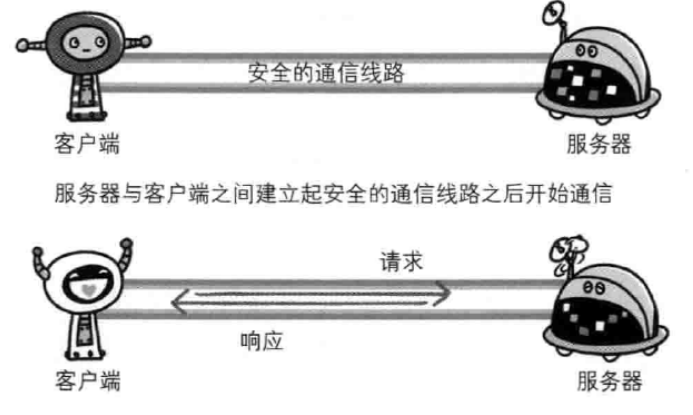 安全的通信线路
客户端
服务器
服务器与客户端之间建立起安全的通信线路之后开始通信
请求
响应
客户端
服务器